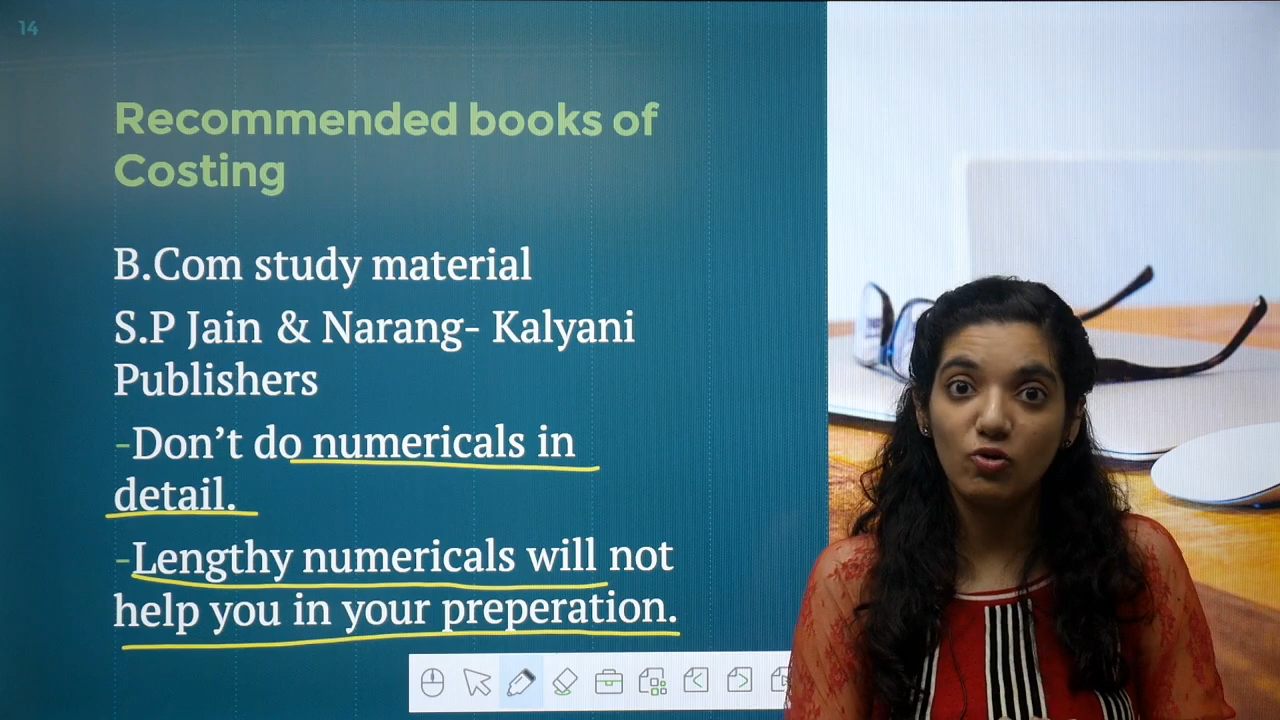 14
Recommended books of
Costing
B.Com study material
S.P Jain & Narang- Kalyani
Publishers
-Don't do numericals in
detail.
-Lengthy numericals will not
help you in your preperation.